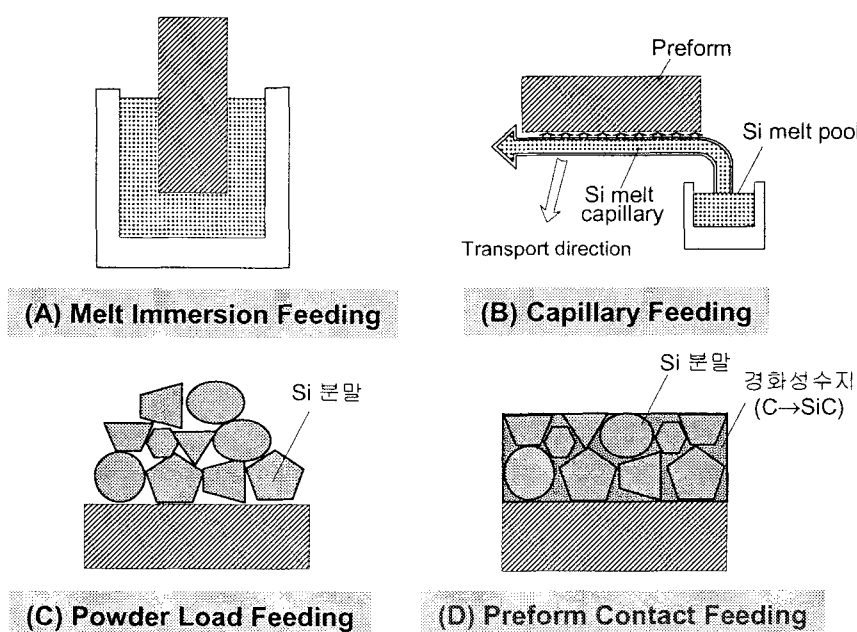 Preform
Si melt pool
Si melt
capillary
Transport direction
(A) Melt Immersion Feeding
(B) Capillary Feeding
Si 분말
Si 분말
경화성수지
(C→SiC)
(C) Powder Load Feeding
(D) Preform Contact Feeding